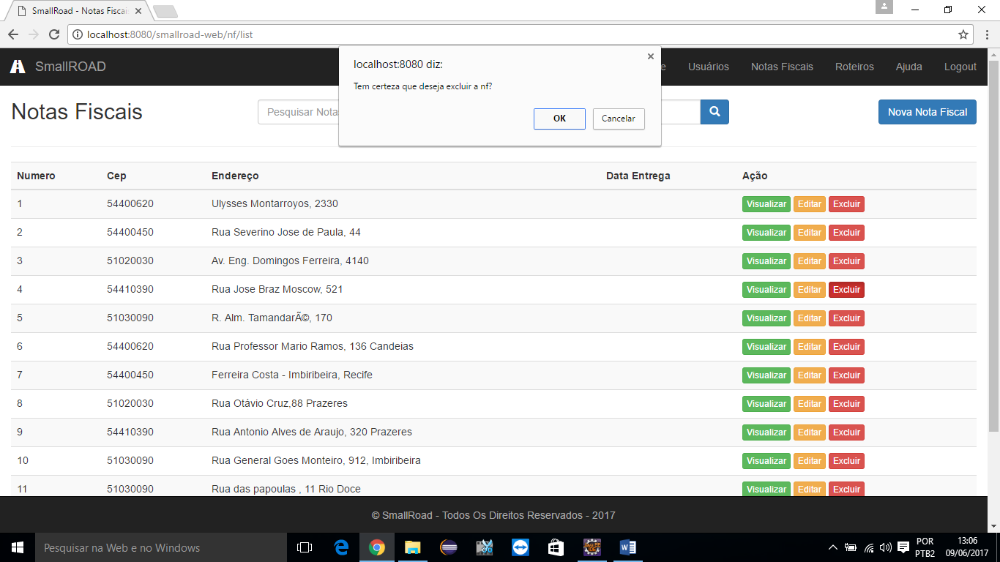 SmallRoad - Notas Fiscai
localhost:8080/smallroad-web/nf/list
SmallROAD
e Usuários Notas Fiscais Roteiros Ajuda Logout
localhost:8080 diz:
Tem certeza que deseja excluir a nf?
OK Cancelar
Notas Fiscais
Pesquisar Nota
Nova Nota Fiscal
Numero Cep Endereço Data Entrega Ação
1 54400620 Ulysses Montarroyos, 2330 Visualizar Editar Excluir
2 54400450 Rua Severino Jose de Paula, 44 Visualizar Editar Excluir
3 51020030 Av. Eng. Domingos Ferreira, 4140 Visualizar Editar Excluir
4 54410390 Rua Jose Braz Moscow, 521 Visualizar Editar Excluir
5 51030090 R. Alm. TamandarÃ©, 170 Visualizar Editar Excluir
6 54400620 Rua Professor Mario Ramos, 136 Candeias Visualizar Editar Excluir
7 54400450 Ferreira Costa - Imbiribeira, Recife Visualizar Editar Excluir
8 51020030 Rua Otávio Cruz,88 Prazeres Visualizar Editar Excluir
9 54410390 Rua Antonio Alves de Araujo, 320 Prazeres Visualizar Editar Excluir
10 51030090 Rua General Goes Monteiro, 912, Imbiribeira Visualizar Editar Excluir
11 51030090 Rua das papoulas , 11 Rio Doce Visualizar Editar Excluir
© SmallRoad - Todos Os Direitos Reservados - 2017
Pesquisar na Web e no Windows
Java EE
IDE
POR
PTB2
13:06
09/06/2017